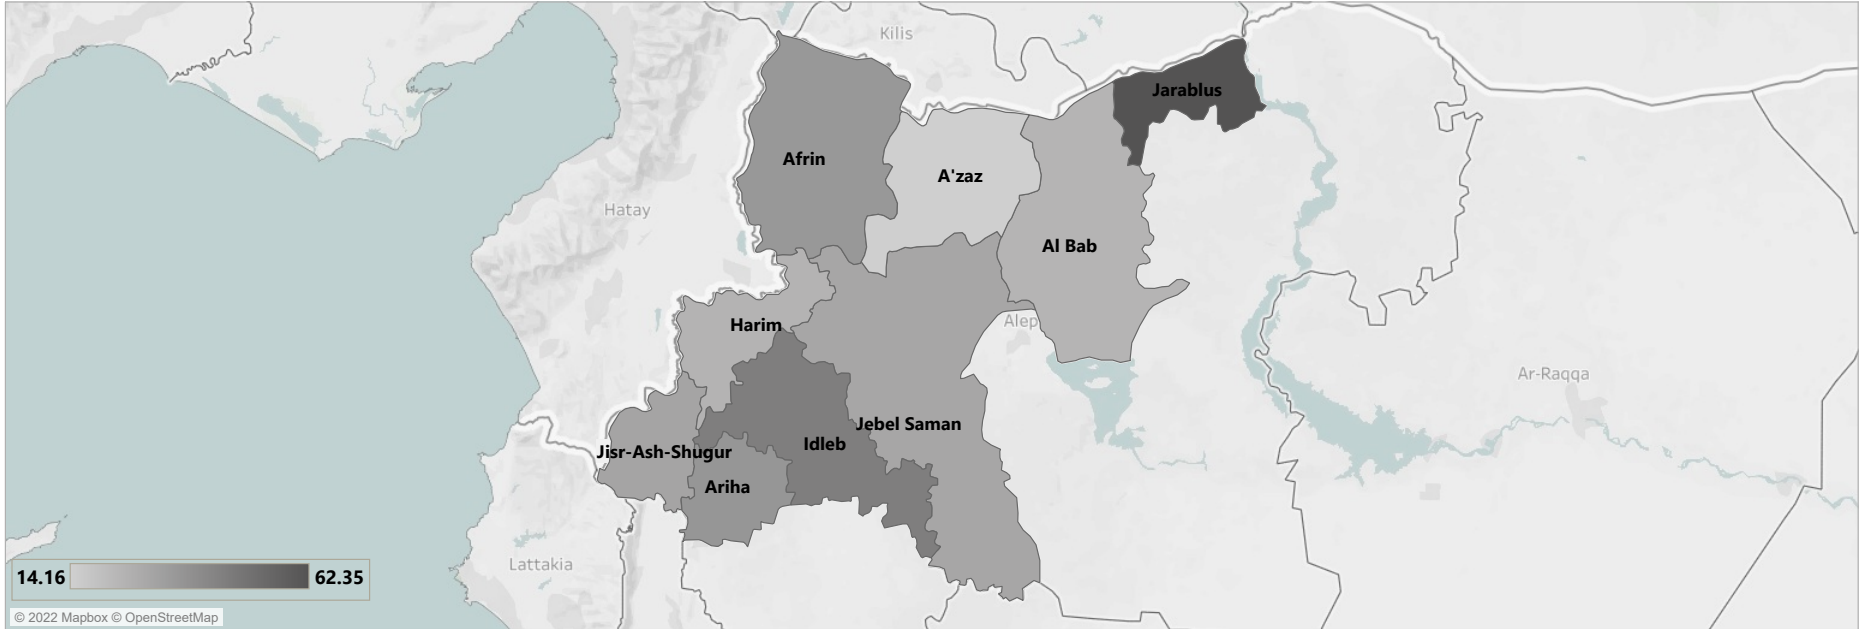 Kilis
Jarablus
Afrin
A'zaz
Hatay
Al Bab
Harim
Alep
Ar-Raqqa
Jebel Saman
Idleb
Jisr-Ash-Shugur
Ariha
Lattakia
14.16
62.35
© 2022 Mapbox © OpenStreetMap